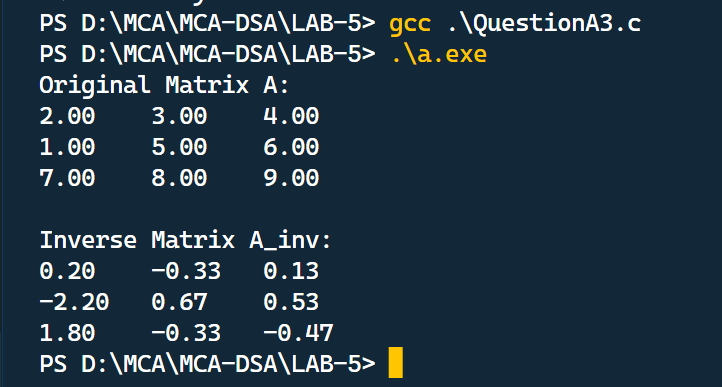 PS D:\MCA\MCA-DSA\LAB-5> gcc .\QuestionA3.c
PS D:\MCA\MCA-DSA\LAB-5> .\a.exe
Original Matrix A:
2.00 3.00 4.00
1.00 5.00 6.00
7.00 8.00 9.00

Inverse Matrix A_inv:
0.20 -0.33 0.13
-2.20 0.67 0.53
1.80 -0.33 -0.47
PS D:\MCA\MCA-DSA\LAB-5>